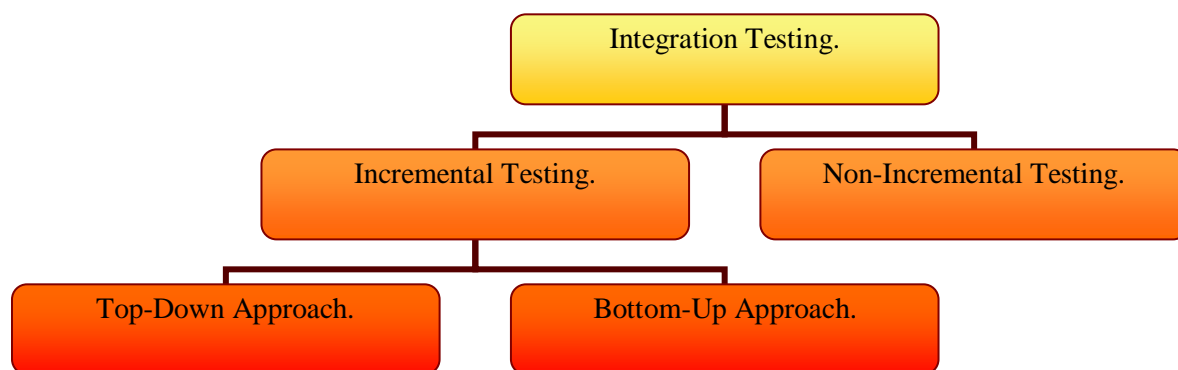 Integration Testing.
Incremental Testing.
Non-Incremental Testing.
Top-Down Approach.
Bottom-Up Approach.